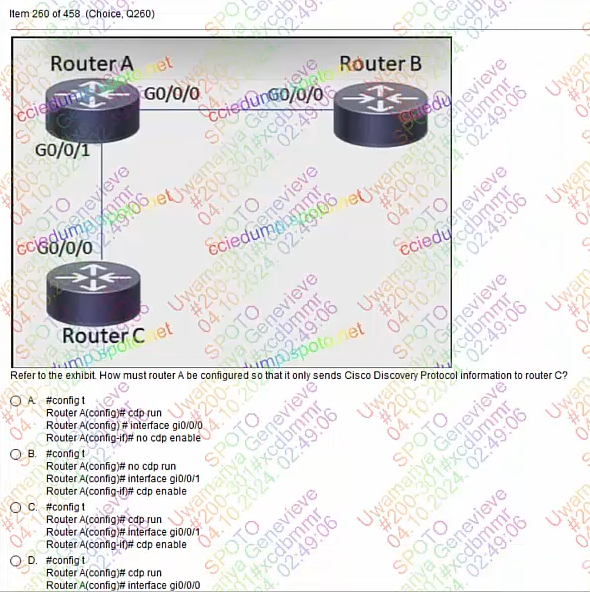 Item 260 of 458 (Choice, Q260)
Router A
Router B
G0/0/0
G0/0/0
G0/0/1
G0/0/0
Router C
Refer to the exhibit. How must router A be configured so that it only sends Cisco Discovery Protocol information to router C?
A. #config t
Router A(config)# cdp run
Router A(config) # interface gi0/0/0
Router A(config-if)# no cdp enable
B. #config t
Router A(config)# no cdp run
Router A(config)# interface gi0/0/1
Router A(config-if)# cdp enable
C. #config t
Router A(config)# cdp run
Router A(config)# interface gi0/0/1
Router A(config-if)# cdp enable
D. #config t
Router A(config)# cdp run
Router A(config)# interface gi0/0/0